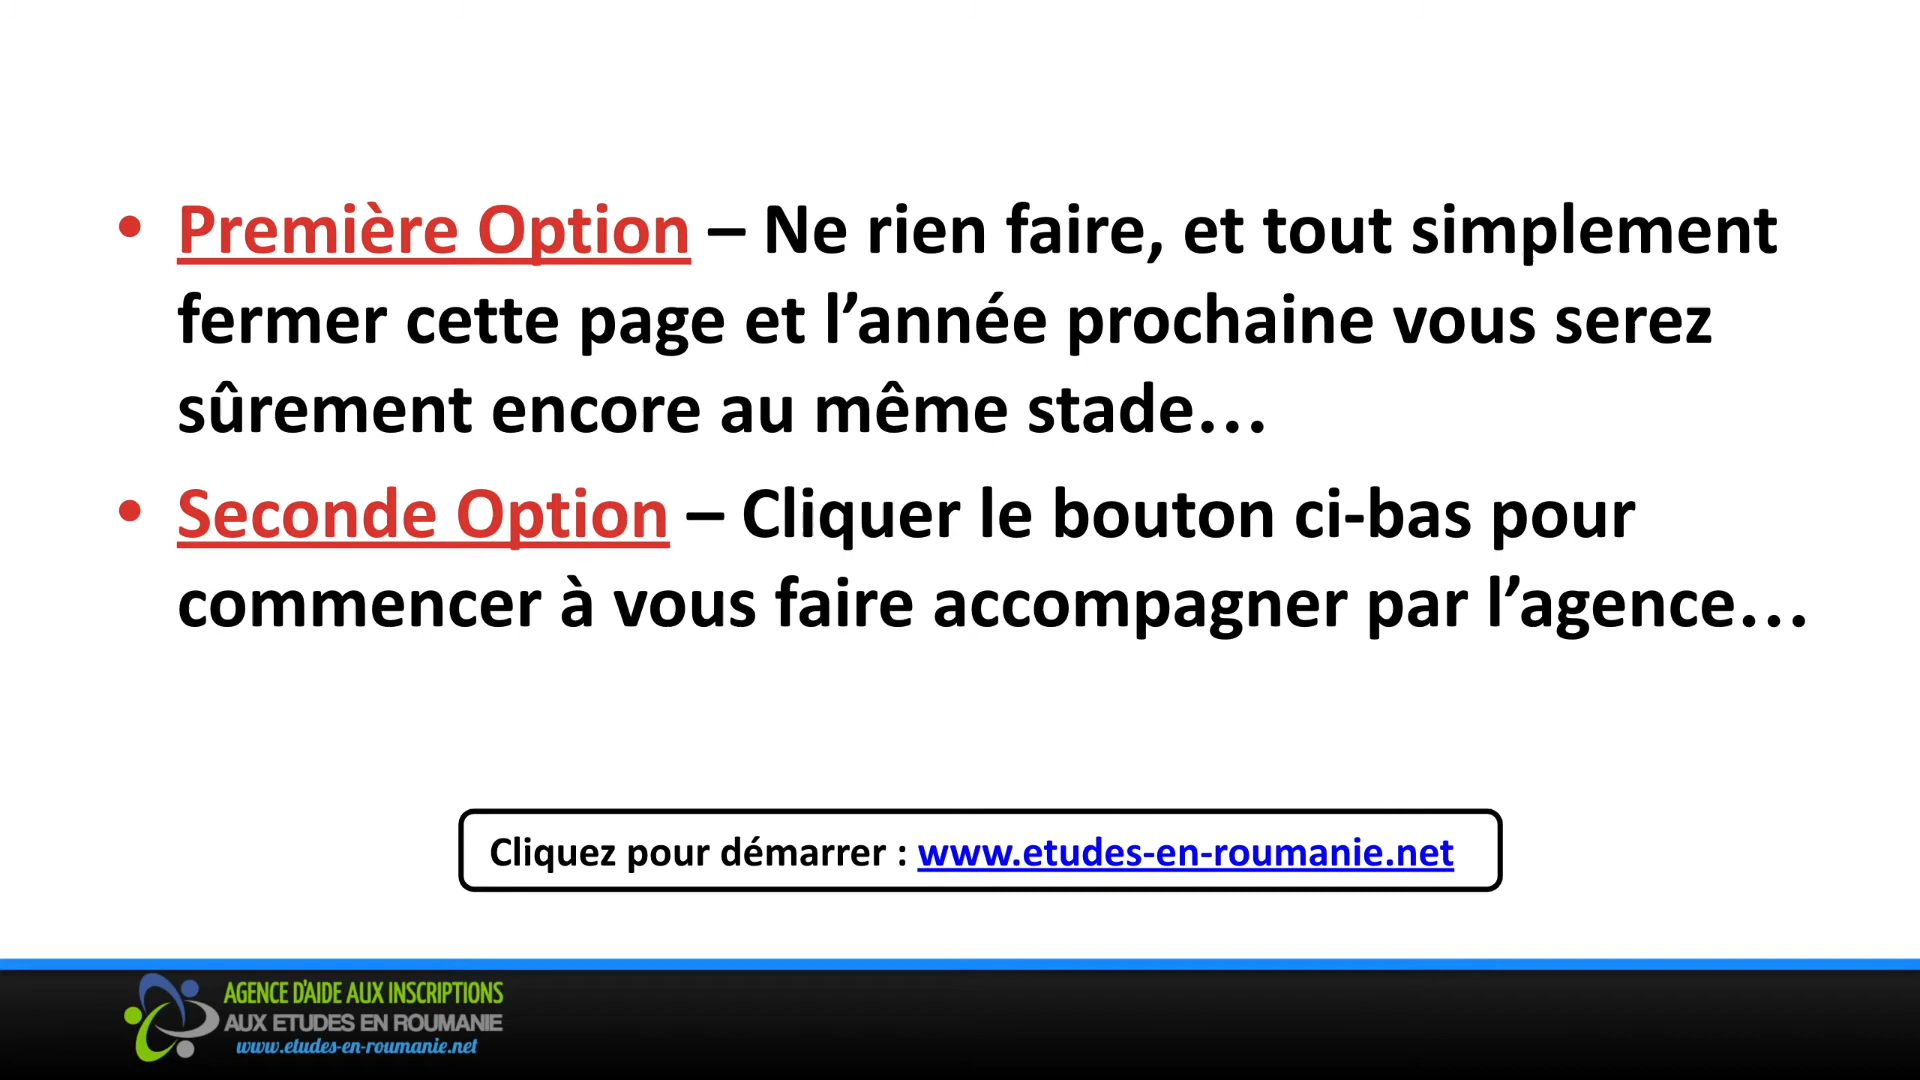 • Première Option – Ne rien faire, et tout simplement
fermer cette page et l’année prochaine vous serez
sûrement encore au même stade…
• Seconde Option – Cliquer le bouton ci-bas pour
commencer à vous faire accompagner par l’agence…
Cliquez pour démarrer : www.etudes-en-roumanie.net
AGENCE D'AIDE AUX INSCRIPTIONS
AUX ETUDES EN ROUMANIE
www.etudes-en-roumanie.net